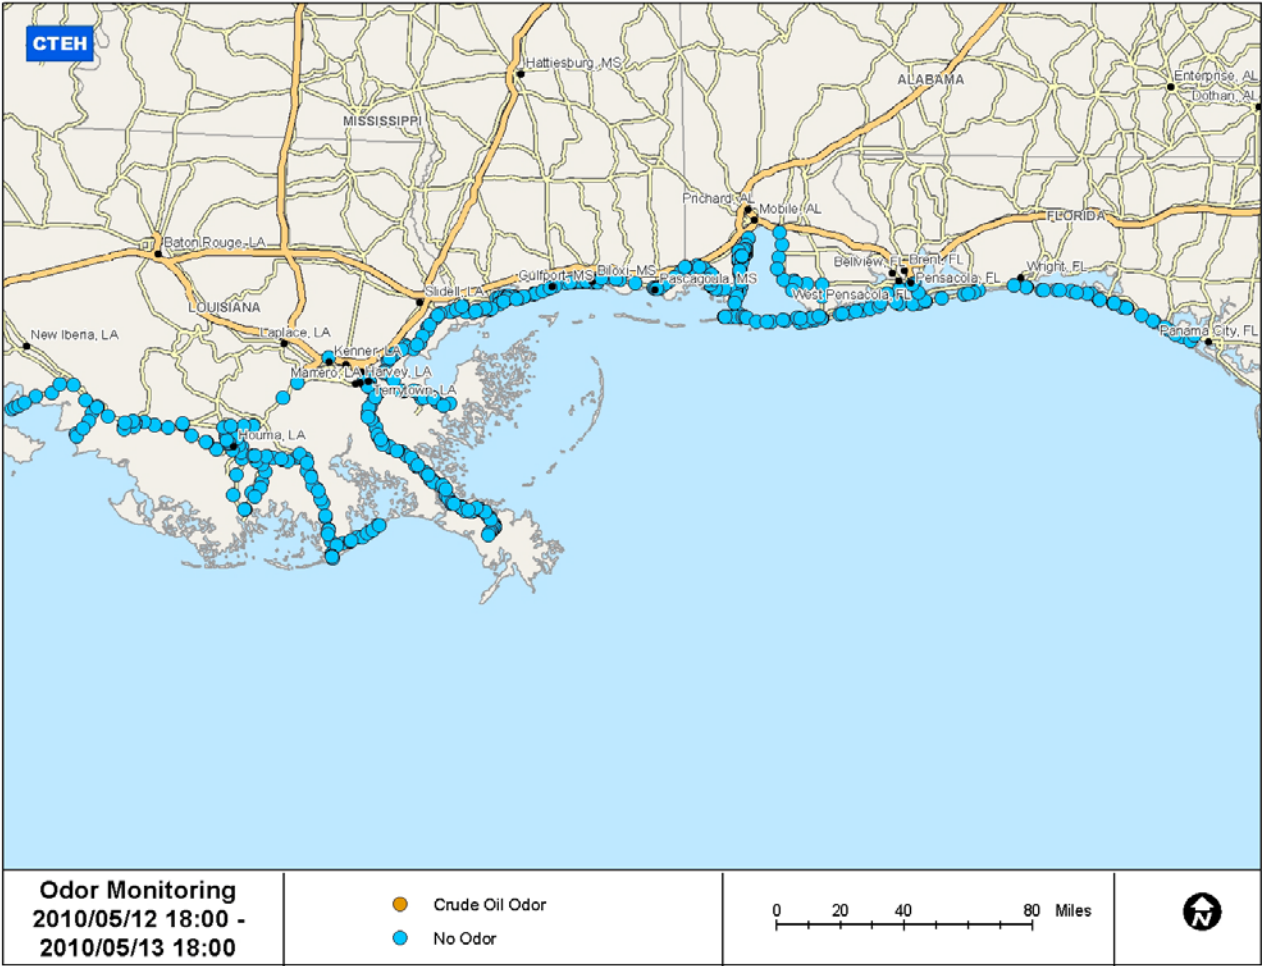 CTEH
Hattiesburg, MS
ALABAMA
Enterprise, AL
Dothan, AL
MISSISSIPPI
Prichard, AL
Mobile, AL
FLORIDA
Baton Rouge, LA
Bellview, FL
Brent, FL
Wright, FL
Gulfport, MS
Biloxi, MS
Pascagoula, MS
Pensacola, FL
Slidell, LA
West Pensacola, FL
LOUISIANA
New Iberia, LA
Laplace, LA
Panama City, FL
Kenner, LA
Marrero, LA
Harvey, LA
Terrytown, LA
Houma, LA
Odor Monitoring
2010/05/12 18:00 -
2010/05/13 18:00
Crude Oil Odor
No Odor
0 20 40 80 Miles
N